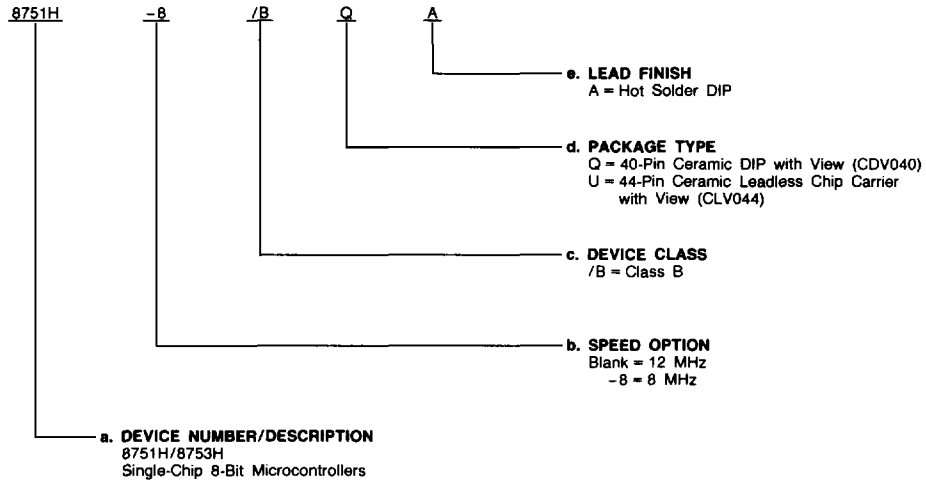 8751H -8 /B Q A
e. LEAD FINISH
A = Hot Solder DIP
d. PACKAGE TYPE
Q = 40-Pin Ceramic DIP with View (CDV040)
U = 44-Pin Ceramic Leadless Chip Carrier
with View (CLV044)
c. DEVICE CLASS
/B = Class B
b. SPEED OPTION
Blank = 12 MHz
-8 = 8 MHz
a. DEVICE NUMBER/DESCRIPTION
8751H/8753H
Single-Chip 8-Bit Microcontrollers